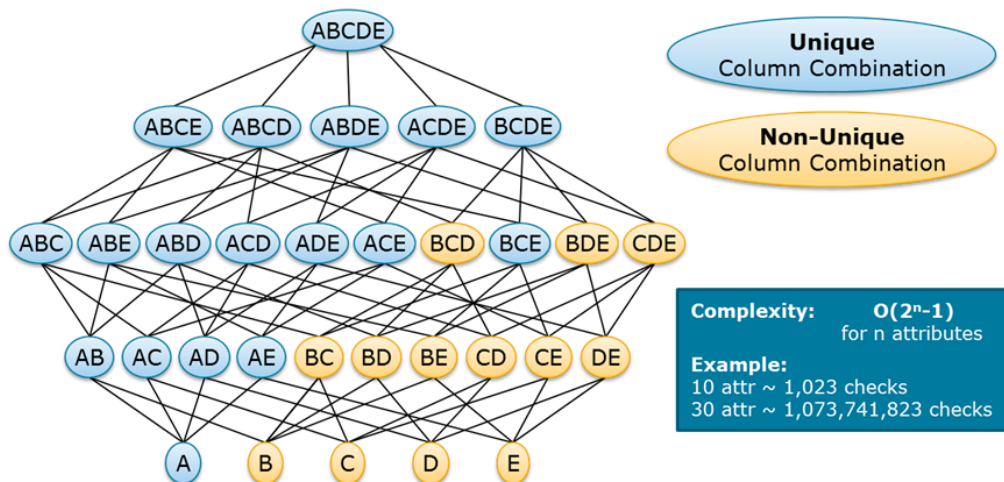 ABCDE
Unique
Column Combination
ABCE ABCD ABDE ACDE BCDE
Non-Unique
Column Combination
ABC ABE ABD ACD ADE ACE BCD BCE BDE CDE
Complexity: O(2ⁿ-1)
for n attributes
Example:
10 attr ~ 1,023 checks
30 attr ~ 1,073,741,823 checks
AB AC AD AE BC BD BE CD CE DE
A B C D E